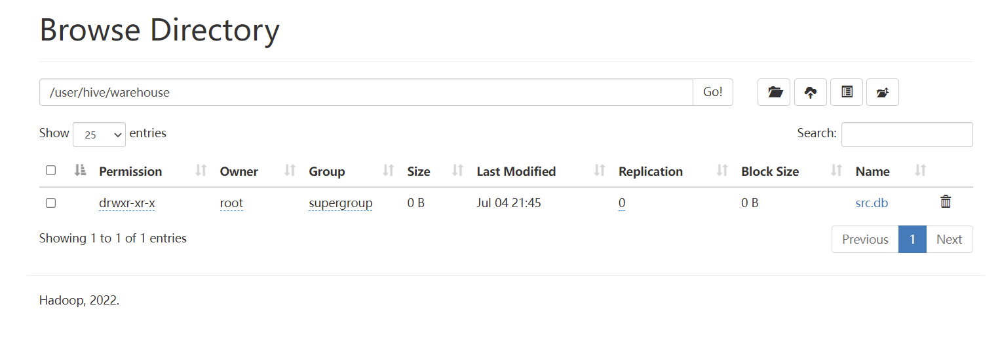 Browse Directory
/user/hive/warehouse Go!
Show 25 entries Search:
Permission Owner Group Size Last Modified Replication Block Size Name
drwxr-xr-x root supergroup 0 B Jul 04 21:45 0 0 B src.db
Showing 1 to 1 of 1 entries Previous 1 Next
Hadoop, 2022.